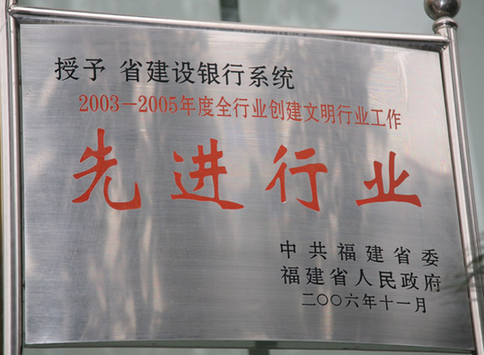 授予 省建设银行系统
2003—2005年度全行业创建文明行业工作
先进行业
中共福建省委
福建省人民政府
二〇〇六年十一月